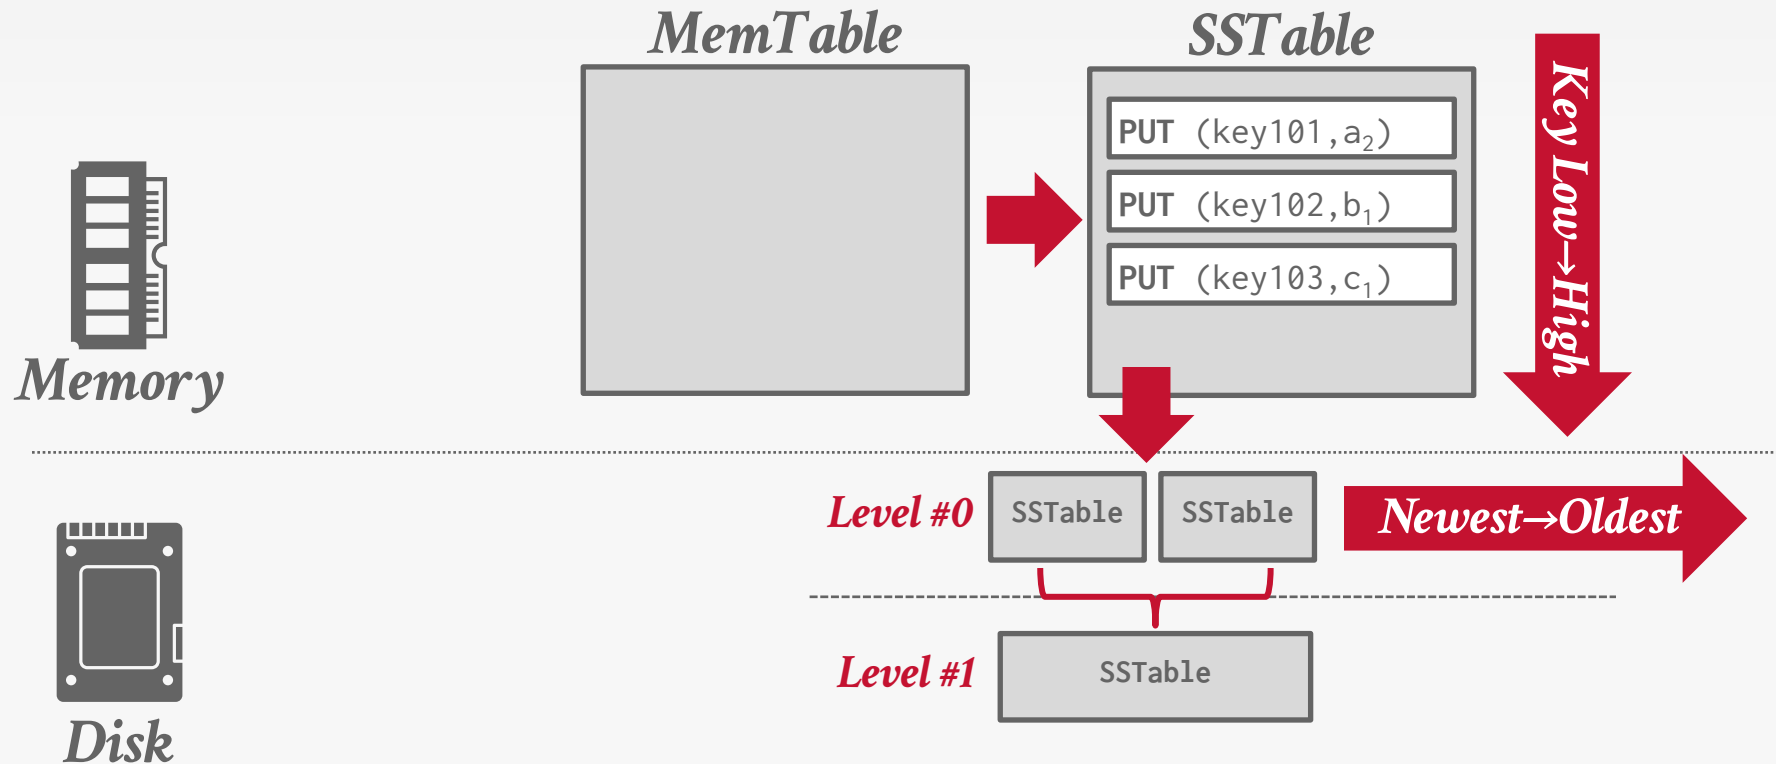 MemTable
SSTable
PUT (key101,a₂)
PUT (key102,b₁)
PUT (key103,c₁)
Key Low→High
Memory
Level #0
SSTable
SSTable
Newest→Oldest
Level #1
SSTable
Disk